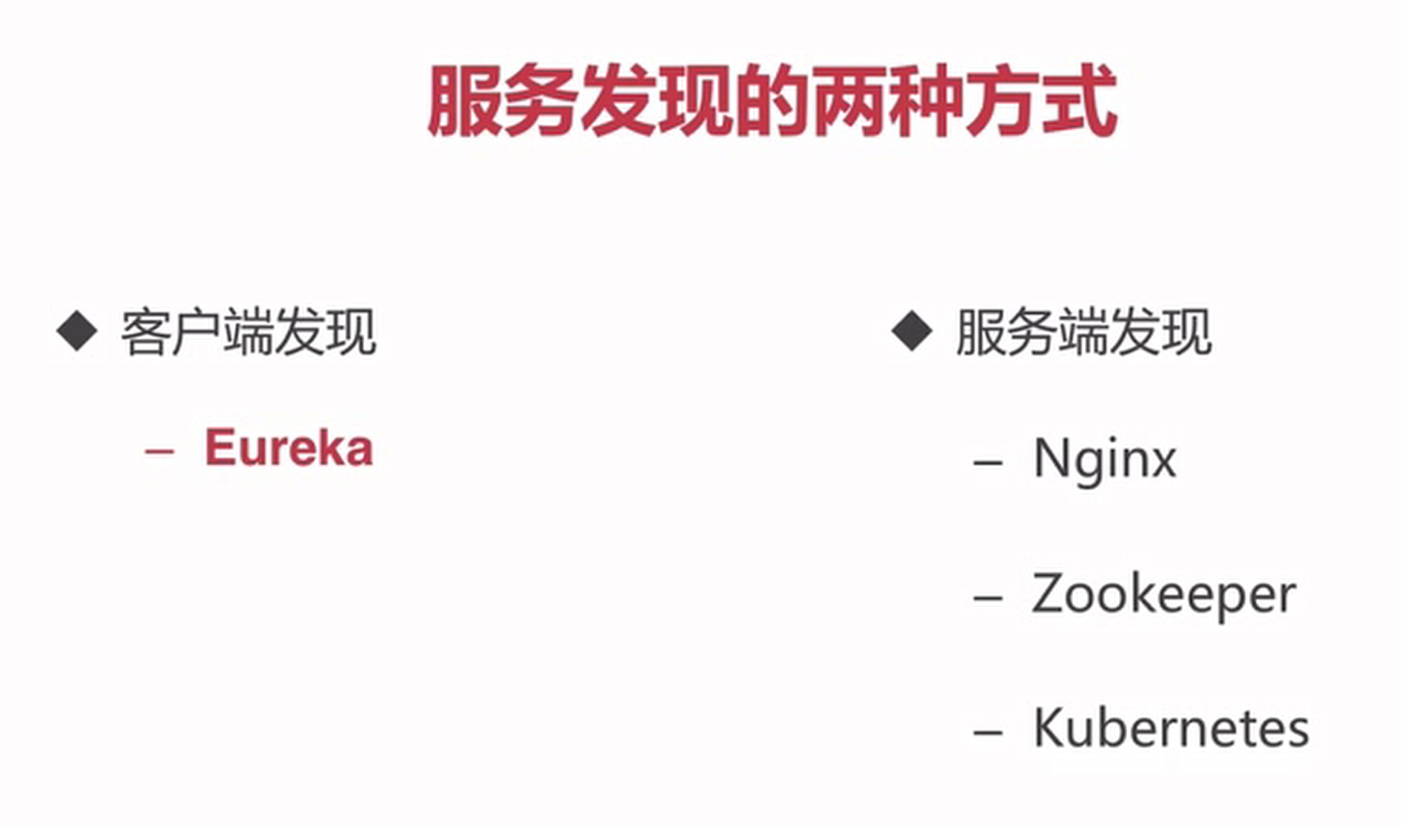 服务发现的两种方式
◆ 客户端发现
– Eureka
◆ 服务端发现
– Nginx
– Zookeeper
– Kubernetes